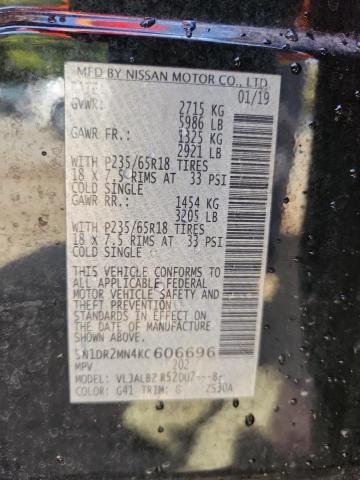 MFD BY NISSAN MOTOR CO., LTD
DATE: 01/19
GVWR: 2715 KG
5986 LB
GAWR FR.: 1325 KG
2921 LB
WITH P235/65R18 TIRES
18 X 7.5 RIMS AT 33 PSI
COLD SINGLE
GAWR RR.: 1454 KG
3205 LB
WITH P235/65R18 TIRES
18 X 7.5 RIMS AT 33 PSI
COLD SINGLE
THIS VEHICLE CONFORMS TO
ALL APPLICABLE FEDERAL
MOTOR VEHICLE SAFETY AND
THEFT PREVENTION
STANDARDS IN EFFECT ON
THE DATE OF MANUFACTURE
SHOWN ABOVE.
5N1DR2MN4KC606696
MPV 202
MODEL: R52UU7---B-
COLOR: G41 TRIM: G ZS30A